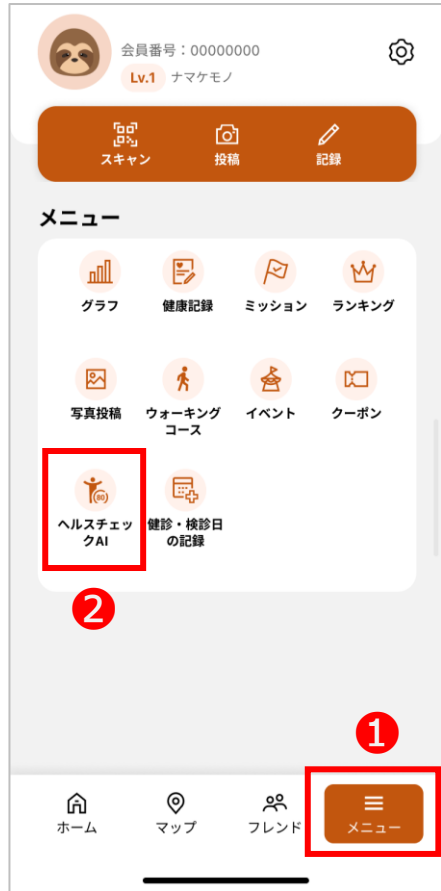 会員番号：00000000
Lv.1 ナマケモノ
スキャン 投稿 記録
メニュー
グラフ 健康記録 ミッション ランキング
写真投稿 ウォーキング イベント クーポン
コース
80
ヘルスチェッ 健診・検診日
クAI の記録
2
1
ホーム マップ フレンド メニュー